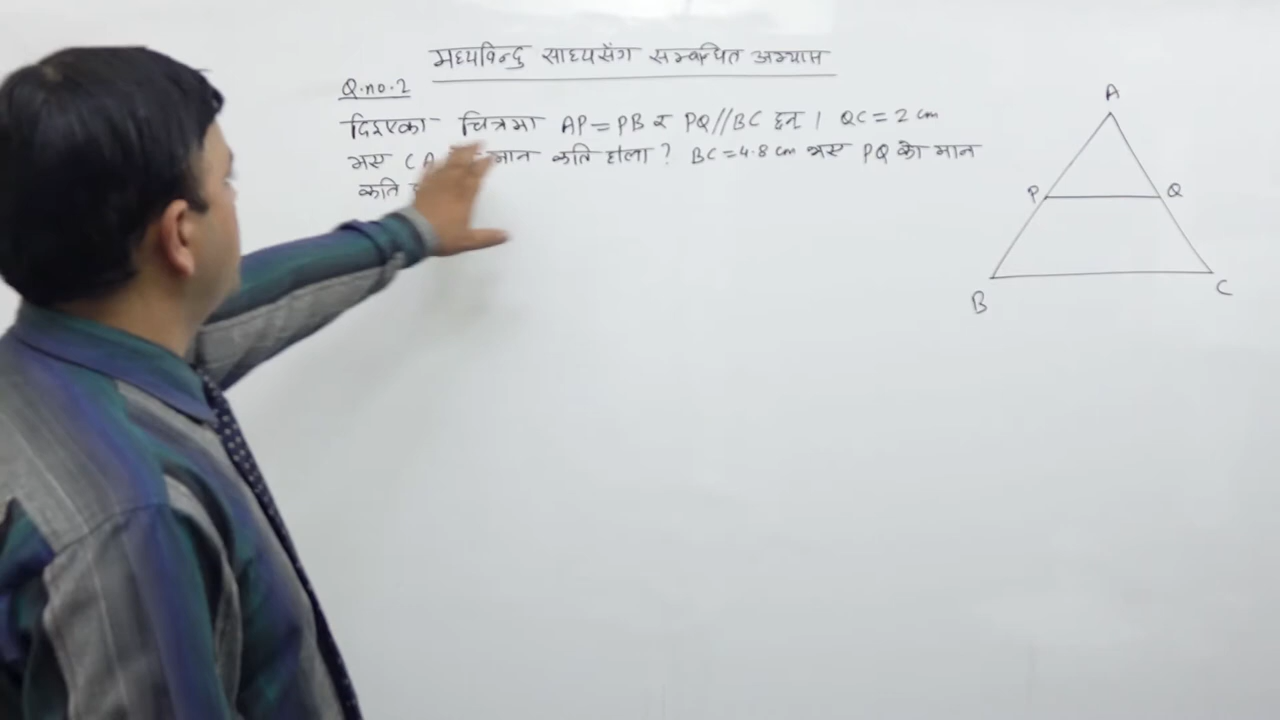 मध्यविन्दु साध्यसंग सम्बन्धित अभ्यास
Q.no.2
दिइएका चित्रमा AP=PB र PQ//BC छन् । QC = 2 cm
भए CA मान कति होला ? BC = 4.8 cm भए PQ को मान
कति
A
P
Q
B
C